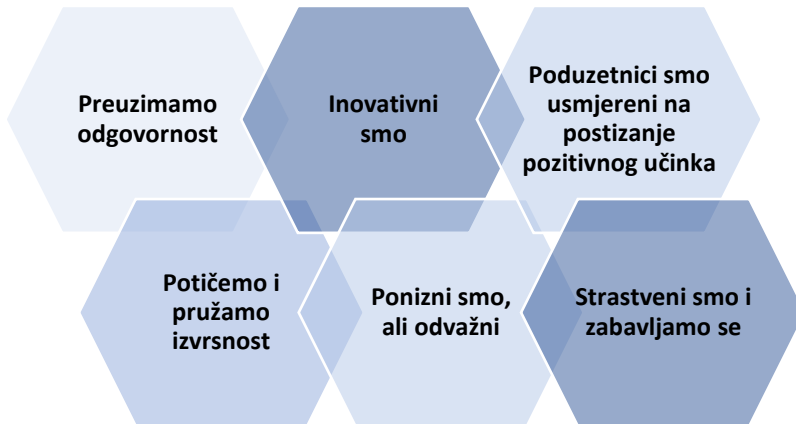 Preuzimamo
odgovornost
Inovativni
smo
Poduzetnici smo
usmjereni na
postizanje
pozitivnog učinka
Potičemo i
pružamo
izvrsnost
Ponizni smo,
ali odvažni
Strastveni smo i
zabavljamo se